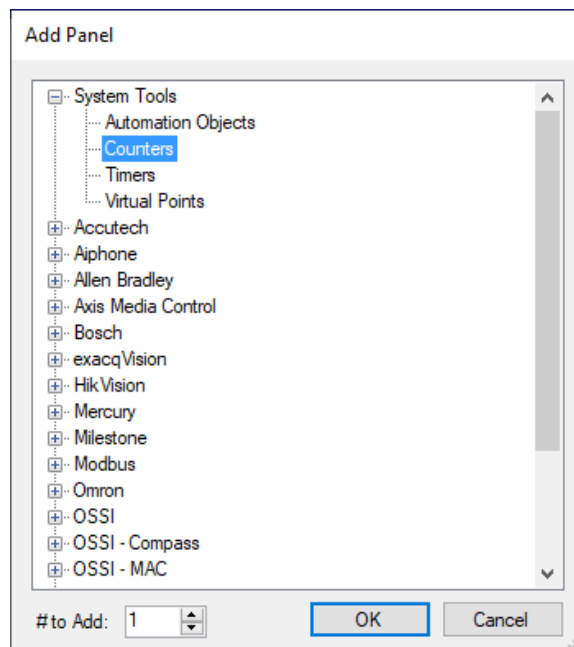 Add Panel
System Tools
Automation Objects
Counters
Timers
Virtual Points
Accutech
Aiphone
Allen Bradley
Axis Media Control
Bosch
exacqVision
HikVision
Mercury
Milestone
Modbus
Omron
OSSI
OSSI - Compass
OSSI - MAC
# to Add: 1 OK Cancel